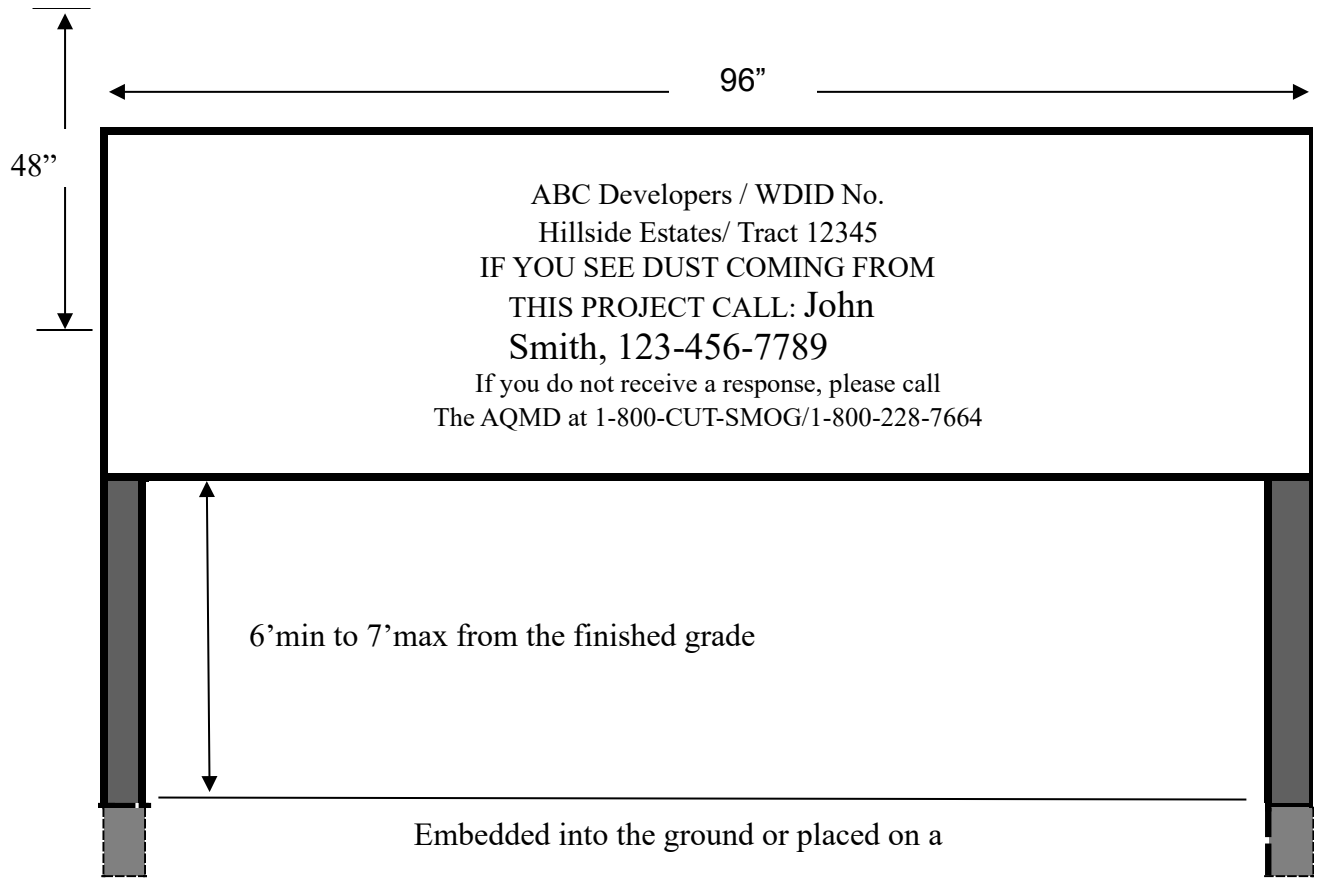 96”
48”
ABC Developers / WDID No.
Hillside Estates/ Tract 12345
IF YOU SEE DUST COMING FROM
THIS PROJECT CALL: John
Smith, 123-456-7789
If you do not receive a response, please call
The AQMD at 1-800-CUT-SMOG/1-800-228-7664
6’min to 7’max from the finished grade
Embedded into the ground or placed on a